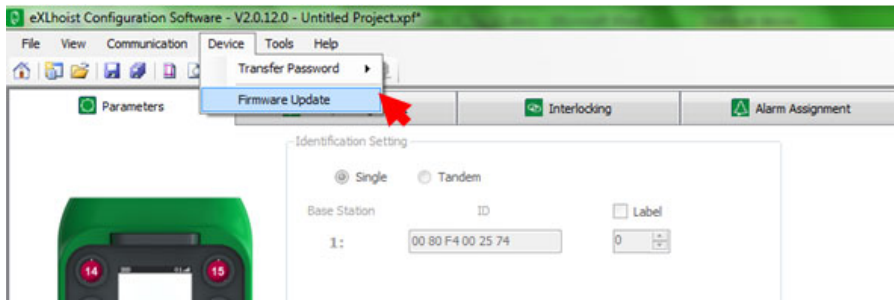 eXLhoist Configuration Software - V2.0.12.0 - Untitled Project.xpf*
File View Communication Device Tools Help
Transfer Password
Firmware Update
Parameters
Interlocking
Alarm Assignment
Identification Setting
Single Tandem
Base Station ID Label
1: 00 80 F4 00 25 74 0
14 15